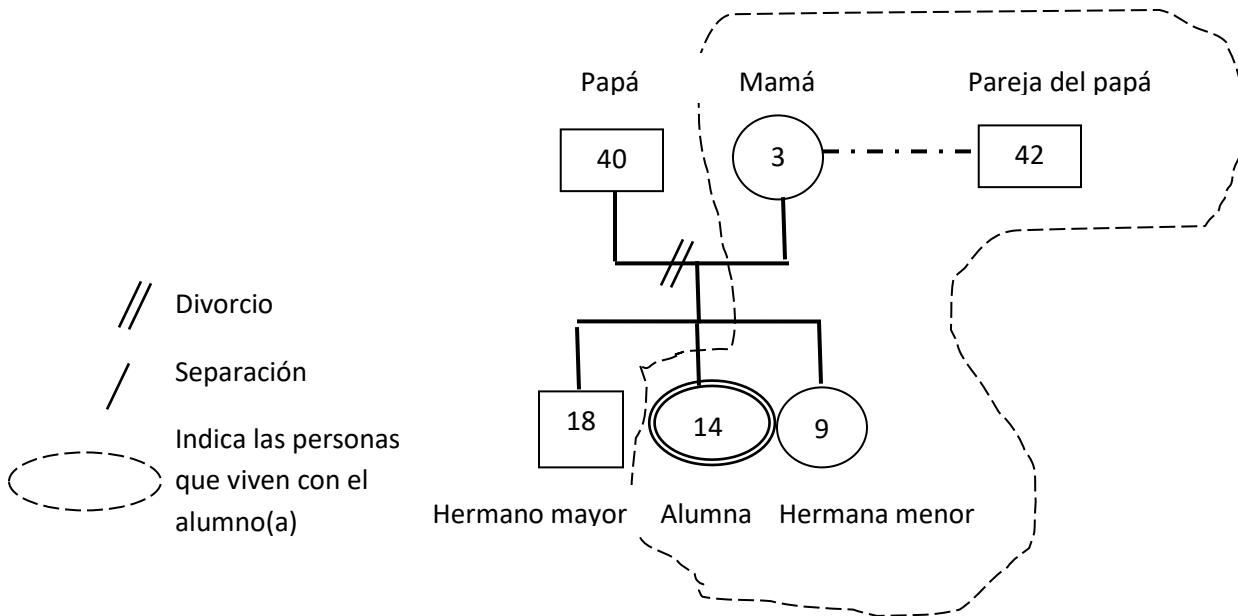 Papá Mamá Pareja del papá
40 3 42
Divorcio
Separación
Indica las personas
que viven con el
alumno(a)
18 14 9
Hermano mayor Alumna Hermana menor